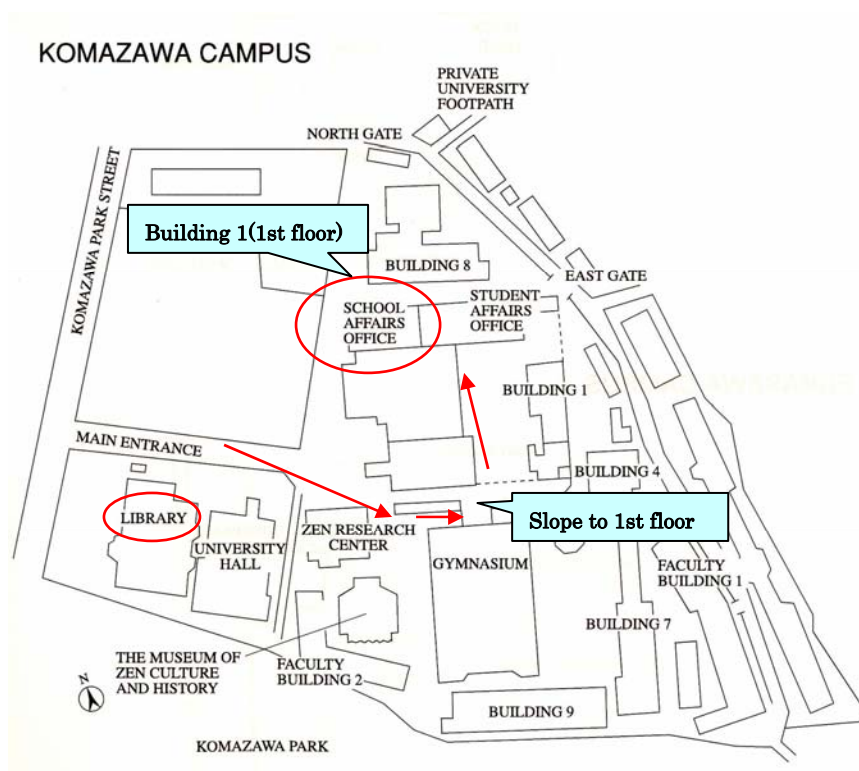 KOMAZAWA CAMPUS
PRIVATE
UNIVERSITY
FOOTPATH
NORTH GATE
KOMAZAWA PARK STREET
Building 1(1st floor)
BUILDING 8
EAST GATE
SCHOOL
AFFAIRS
OFFICE
STUDENT
AFFAIRS
OFFICE
BUILDING 1
MAIN ENTRANCE
BUILDING 4
LIBRARY
Slope to 1st floor
UNIVERSITY
HALL
ZEN RESEARCH
CENTER
GYMNASIUM
FACULTY
BUILDING 1
BUILDING 7
THE MUSEUM OF
ZEN CULTURE
AND HISTORY
FACULTY
BUILDING 2
N
BUILDING 9
KOMAZAWA PARK